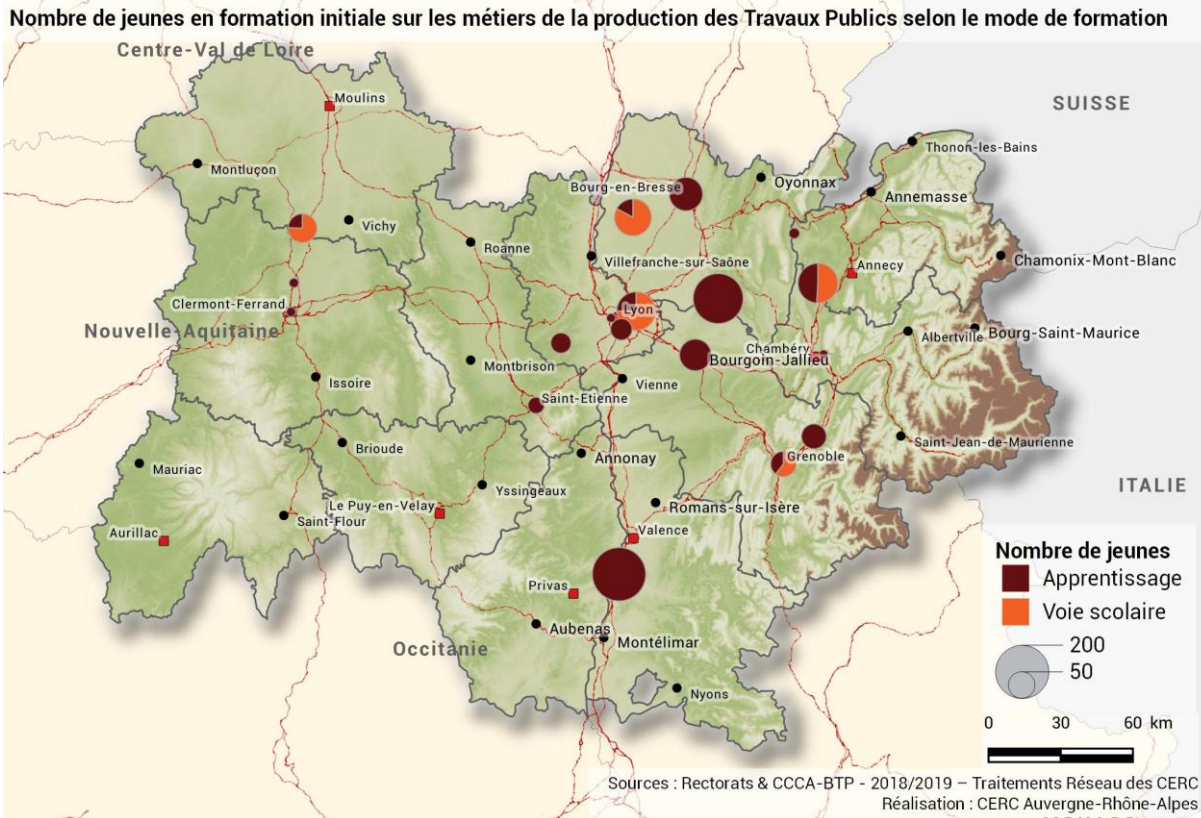 Nombre de jeunes en formation initiale sur les métiers de la production des Travaux Publics selon le mode de formation
Centre-Val de Loire
SUISSE
Moulins
Thonon-les-Bains
Montluçon
Oyonnax
Bourg-en-Bresse
Annemasse
Vichy
Roanne
Villefranche-sur-Saône
Chamonix-Mont-Blanc
Annecy
Clermont-Ferrand
Lyon
Nouvelle-Aquitaine
Bourg-Saint-Maurice
Albertville
Chambéry
Bourgoin-Jallieu
Montbrison
Issoire
Vienne
Saint-Etienne
Saint-Jean-de-Maurienne
Brioude
Annonay
Grenoble
Mauriac
ITALIE
Yssingeaux
Le Puy-en-Velay
Romans-sur-Isère
Saint-Flour
Valence
Aurillac
Privas
Aubenas
Montélimar
Occitanie
Nyons
Nombre de jeunes
Apprentissage
Voie scolaire
200
50
0 30 60 km
Sources : Rectorats & CCCA-BTP - 2018/2019 – Traitements Réseau des CERC
Réalisation : CERC Auvergne-Rhône-Alpes